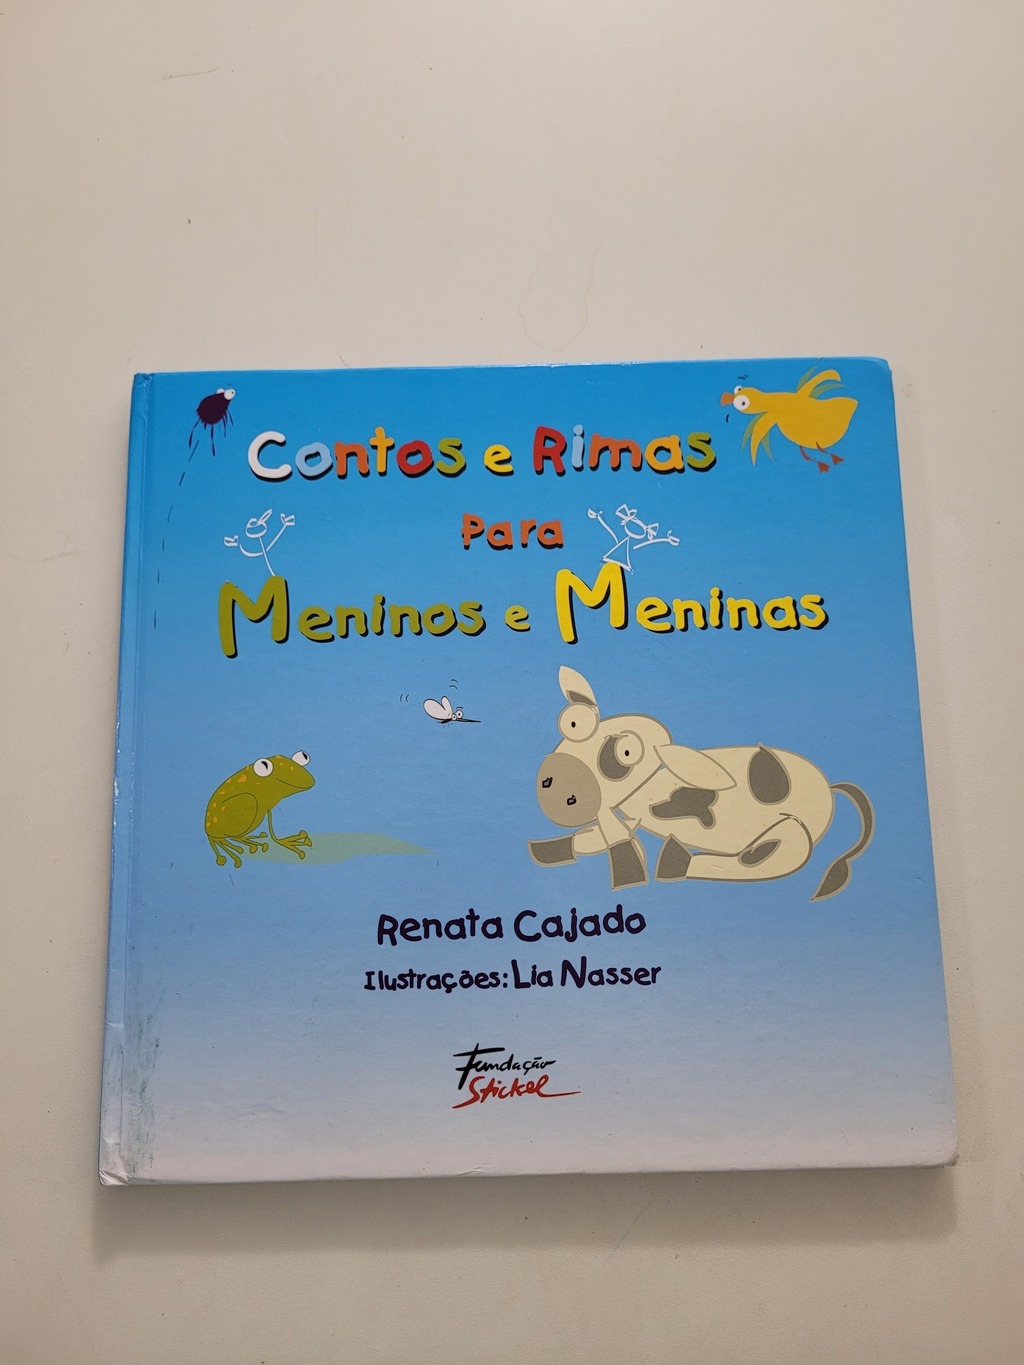 Contos e Rimas
Para
Meninos e Meninas
Renata Cajado
Ilustrações: Lia Nasser
Fundação
Stickel